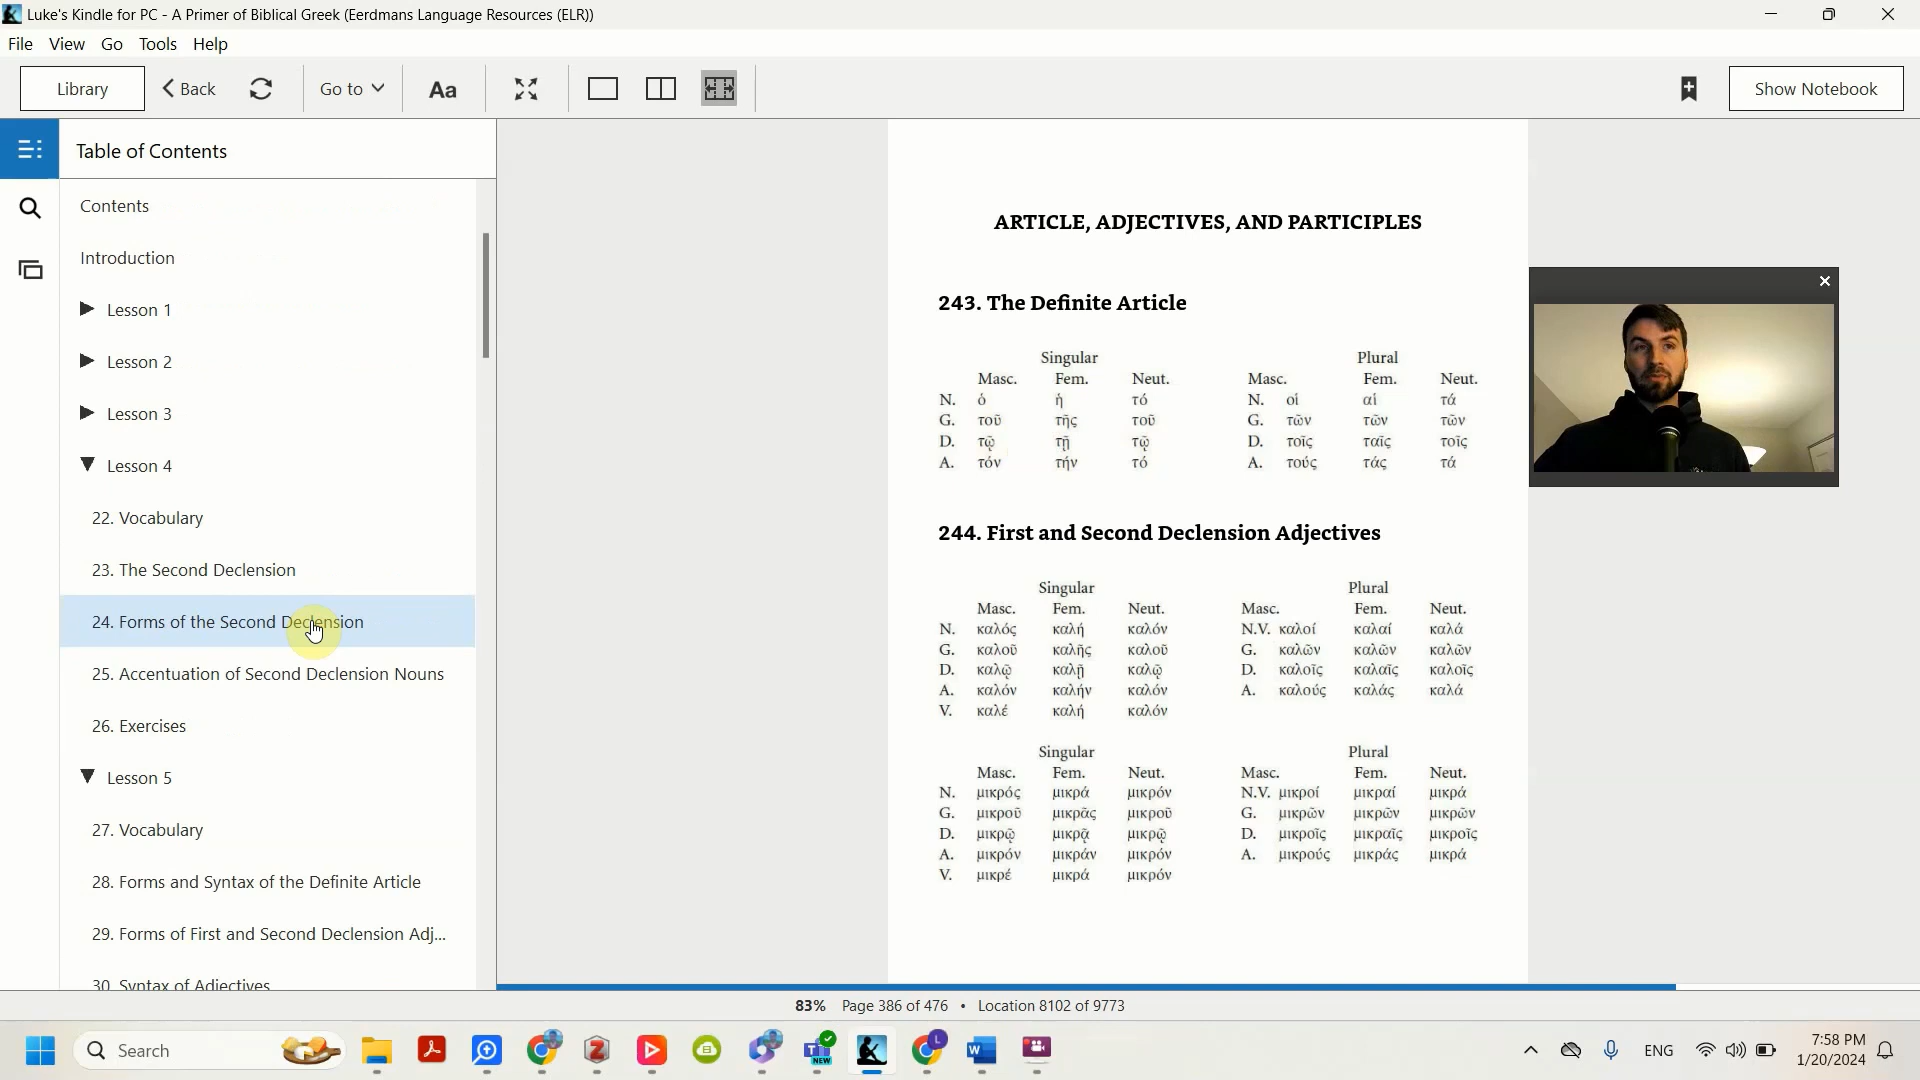 Luke's Kindle for PC - A Primer of Biblical Greek (Eerdmans Language Resources (ELR))
File View Go Tools Help
Library Back Go to Aa Show Notebook
Table of Contents
Contents
Introduction
Lesson 1
Lesson 2
Lesson 3
Lesson 4
22. Vocabulary
23. The Second Declension
24. Forms of the Second Declension
25. Accentuation of Second Declension Nouns
26. Exercises
Lesson 5
27. Vocabulary
28. Forms and Syntax of the Definite Article
29. Forms of First and Second Declension Adj...
30. Syntax of Adjectives
ARTICLE, ADJECTIVES, AND PARTICIPLES
243. The Definite Article
Singular Plural
Masc. Fem. Neut. Masc. Fem. Neut.
N. ὁ ἡ τό N. οἱ αἱ τά
G. τοῦ τῆς τοῦ G. τῶν τῶν τῶν
D. τῷ τῇ τῷ D. τοῖς ταῖς τοῖς
A. τόν τήν τό A. τούς τάς τά
244. First and Second Declension Adjectives
Singular Plural
Masc. Fem. Neut. Masc. Fem. Neut.
N. καλός καλή καλόν N.V. καλοί καλαί καλά
G. καλοῦ καλῆς καλοῦ G. καλῶν καλῶν καλῶν
D. καλῷ καλῇ καλῷ D. καλοῖς καλαῖς καλοῖς
A. καλόν καλήν καλόν A. καλούς καλάς καλά
V. καλέ καλή καλόν
Singular Plural
Masc. Fem. Neut. Masc. Fem. Neut.
N. μικρός μικρά μικρόν N.V. μικροί μικραί μικρά
G. μικροῦ μικρᾶς μικροῦ G. μικρῶν μικρῶν μικρῶν
D. μικρῷ μικρᾷ μικρῷ D. μικροῖς μικραῖς μικροῖς
A. μικρόν μικράν μικρόν A. μικρούς μικράς μικρά
V. μικρέ μικρά μικρόν
83% Page 386 of 476 • Location 8102 of 9773
Search
NEW
L
ENG
7:58 PM
1/20/2024